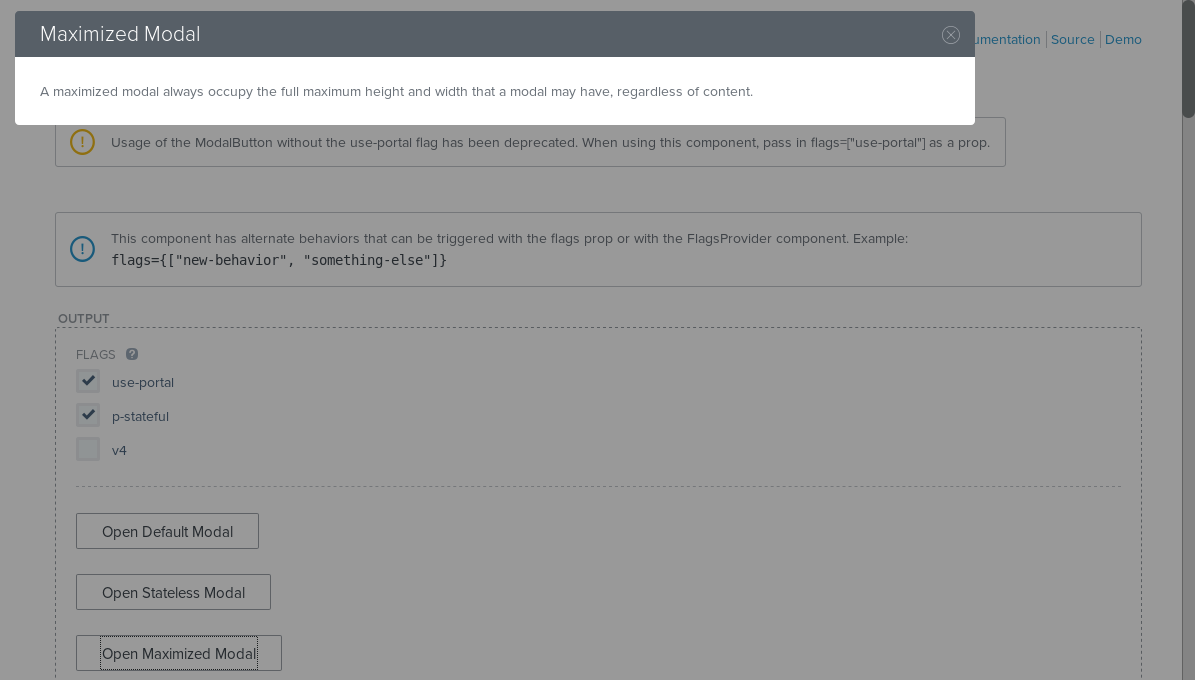 Maximized Modal
umentation
Source
Demo
A maximized modal always occupy the full maximum height and width that a modal may have, regardless of content.
Usage of the ModalButton without the use-portal flag has been deprecated. When using this component, pass in flags=["use-portal"] as a prop.
This component has alternate behaviors that can be triggered with the flags prop or with the FlagsProvider component. Example:
flags={["new-behavior", "something-else"]}
OUTPUT
FLAGS
use-portal
p-stateful
v4
Open Default Modal
Open Stateless Modal
Open Maximized Modal